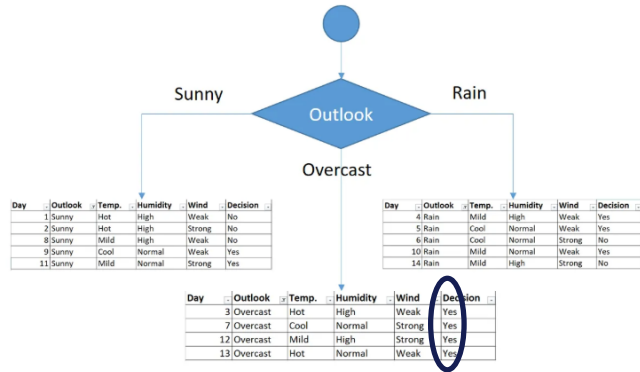 Sunny
Rain
Outlook
Overcast
Day Outlook Temp. Humidity Wind Decision
1 Sunny Hot High Weak No
2 Sunny Hot High Strong No
8 Sunny Mild High Weak No
9 Sunny Cool Normal Weak Yes
11 Sunny Mild Normal Strong Yes
Day Outlook Temp. Humidity Wind Decision
4 Rain Mild High Weak Yes
5 Rain Cool Normal Weak Yes
6 Rain Cool Normal Strong No
10 Rain Mild Normal Weak Yes
14 Rain Mild High Strong No
Day Outlook Temp. Humidity Wind Decision
3 Overcast Hot High Weak Yes
7 Overcast Cool Normal Strong Yes
12 Overcast Mild High Strong Yes
13 Overcast Hot Normal Weak Yes